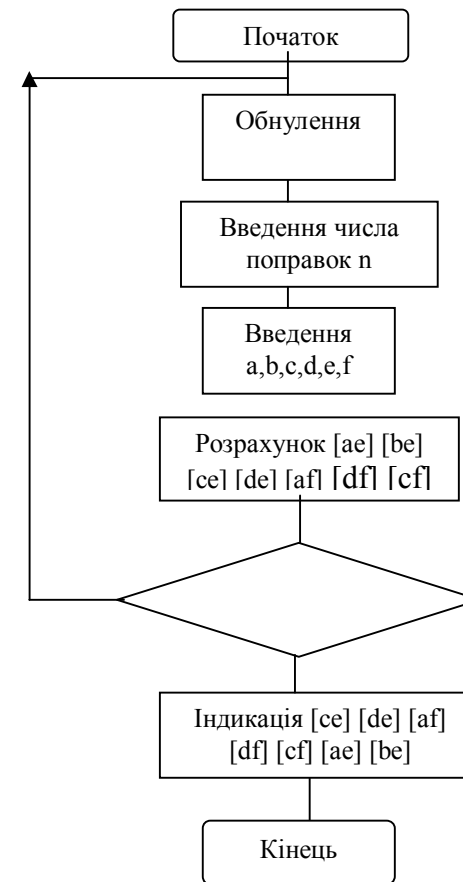 Початок
Обнулення
Введення числа
поправок n
Введення
a,b,c,d,e,f
Розрахунок [ae] [be]
[ce] [de] [af] [df] [cf]
Індикація [ce] [de] [af]
[df] [cf] [ae] [be]
Кінець